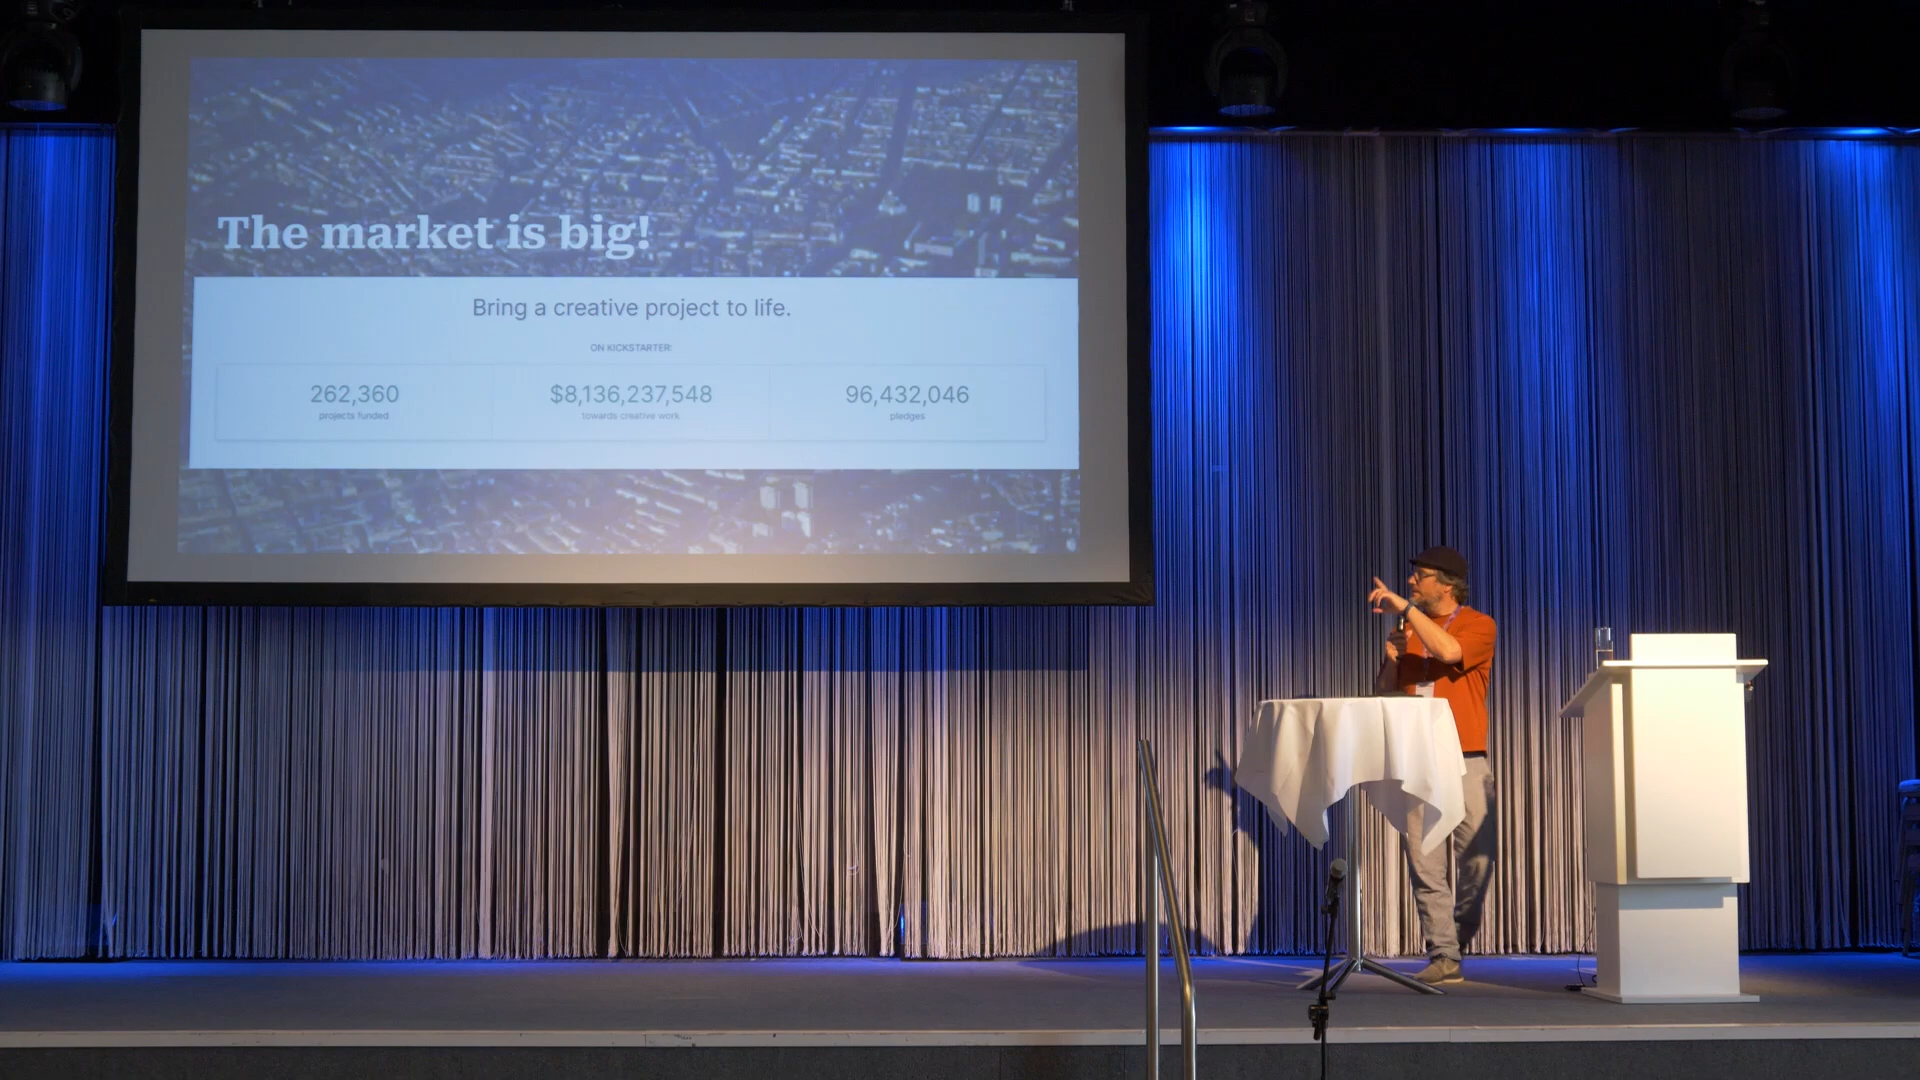 The market is big!
Bring a creative project to life.
ON KICKSTARTER:
262,360
projects funded
$8,136,237,548
towards creative work
96,432,046
pledges